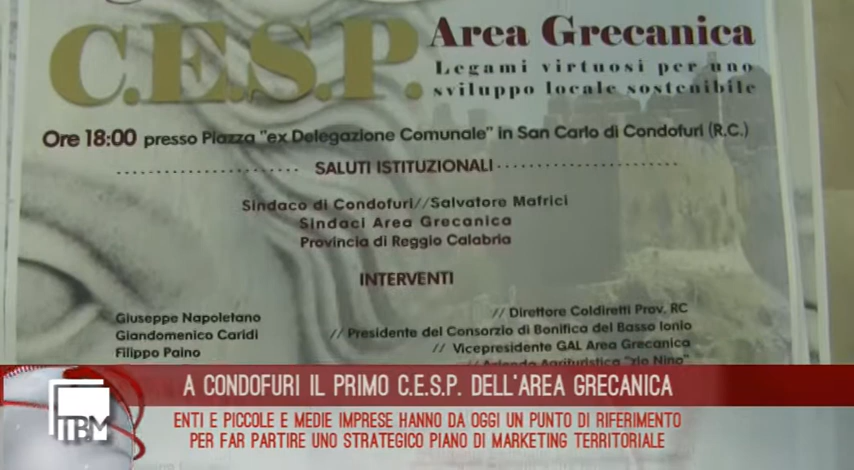 C.E.S.P.
Area Grecanica
Legami virtuosi per uno
sviluppo locale sostenibile
Ore 18:00 presso Piazza "ex Delegazione Comunale" in San Carlo di Condofuri (R.C.)
SALUTI ISTITUZIONALI
Sindaco di Condofuri//Salvatore Mafrici
Sindaci Area Grecanica
Provincia di Reggio Calabria
INTERVENTI
Giuseppe Napoletano // Direttore Coldiretti Prov. RC
Giandomenico Caridi // Presidente del Consorzio di Bonifica del Basso Ionio
Filippo Paino // Vicepresidente GAL Area Grecanica
// Azienda Agrituristica "zio Nino"
A CONDOFURI IL PRIMO C.E.S.P. DELL'AREA GRECANICA
ENTI E PICCOLE E MEDIE IMPRESE HANNO DA OGGI UN PUNTO DI RIFERIMENTO
PER FAR PARTIRE UNO STRATEGICO PIANO DI MARKETING TERRITORIALE